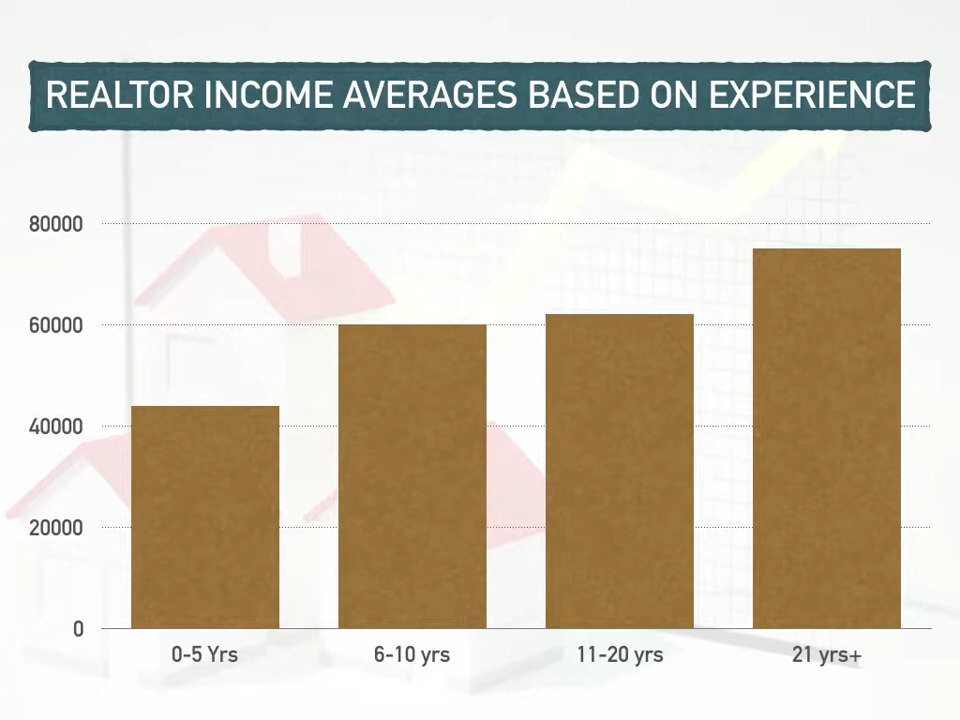 REALTOR INCOME AVERAGES BASED ON EXPERIENCE
80000
60000
40000
20000
0
0-5 Yrs 6-10 yrs 11-20 yrs 21 yrs+